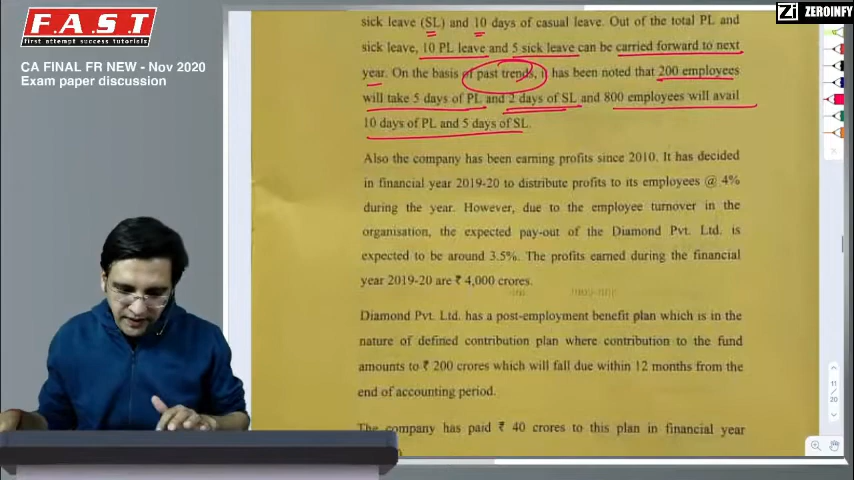 F.A.S.T
first attempt success tutorials
CA FINAL FR NEW - Nov 2020
Exam paper discussion
ZEROINFY
sick leave (SL) and 10 days of casual leave. Out of the total PL and
sick leave, 10 PL leave and 5 sick leave can be carried forward to next
year. On the basis of past trends, it has been noted that 200 employees
will take 5 days of PL and 2 days of SL and 800 employees will avail
10 days of PL and 5 days of SL.
Also the company has been earning profits since 2010. It has decided
in financial year 2019-20 to distribute profits to its employees @ 4%
during the year. However, due to the employee turnover in the
organisation, the expected pay-out of the Diamond Pvt. Ltd. is
expected to be around 3.5%. The profits earned during the financial
year 2019-20 are ₹ 4,000 crores.
Diamond Pvt. Ltd. has a post-employment benefit plan which is in the
nature of defined contribution plan where contribution to the fund
amounts to ₹ 200 crores which will fall due within 12 months from the
end of accounting period.
The company has paid ₹ 40 crores to this plan in financial year
11
/
20